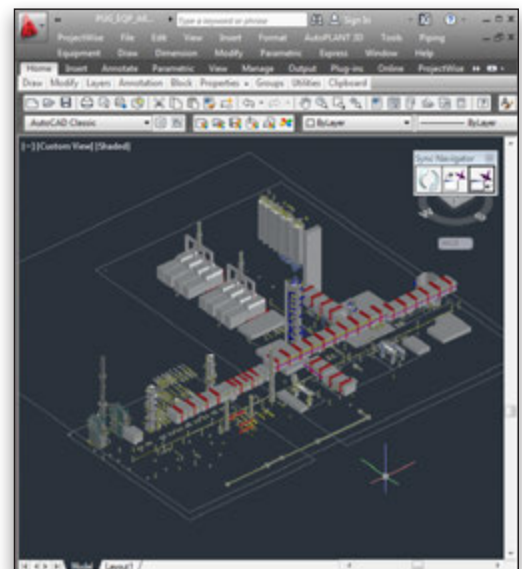 PUG_EQP_AR...
Type a keyword or phrase
Sign In
ProjectWise File Edit View Insert Format AutoPLANT 3D Tools Piping
Equipment Draw Dimension Modify Parametric Express Window Help
Home Insert Annotate Parametric View Manage Output Plug-ins Online ProjectWise
Draw Modify Layers Annotation Block Properties Groups Utilities Clipboard
AutoCAD Classic ByLayer ByLayer
[-] [Custom View] [Shaded]
Sync Navigator
WCS
Model Layout1